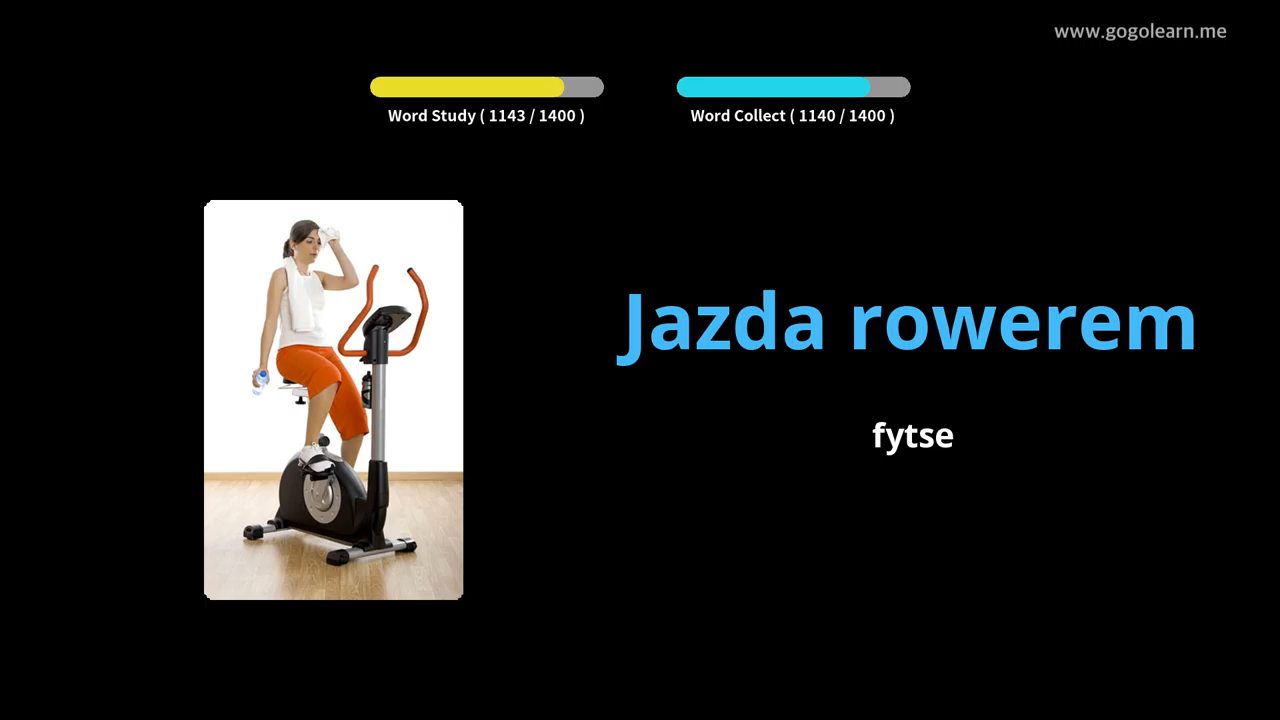 www.gogolearn.me
Word Study ( 1143 / 1400 )
Word Collect ( 1140 / 1400 )
Jazda rowerem
fytse